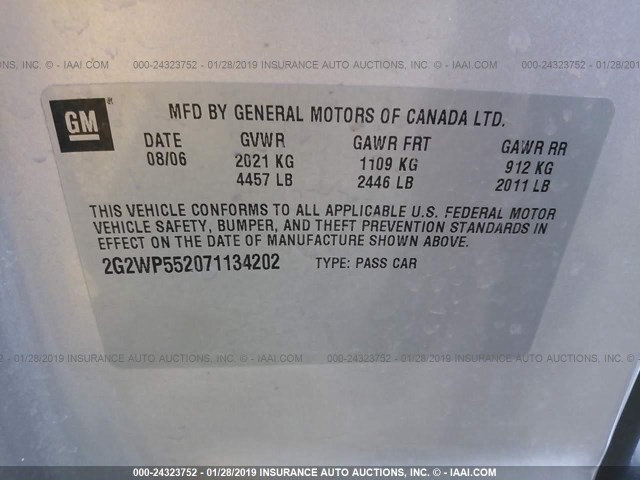 NS, INC. - IAAI.COM 000-24323752 - 01/28/2019 INSURANCE AUTO AUCTIONS, INC. - IAAI.COM 000-24323752 - 01/28/2019
GM
MFD BY GENERAL MOTORS OF CANADA LTD.
DATE GVWR GAWR FRT GAWR RR
08/06 2021 KG 1109 KG 912 KG
4457 LB 2446 LB 2011 LB
THIS VEHICLE CONFORMS TO ALL APPLICABLE U.S. FEDERAL MOTOR
VEHICLE SAFETY, BUMPER, AND THEFT PREVENTION STANDARDS IN
EFFECT ON THE DATE OF MANUFACTURE SHOWN ABOVE.
2G2WP552071134202 TYPE: PASS CAR
- 01/28/2019 INSURANCE AUTO AUCTIONS, INC. - IAAI.COM 000-24323752 - 01/28/2019 INSURANCE AUTO AUCTIONS, INC. - IAAI.COM
000-24323752 - 01/28/2019 INSURANCE AUTO AUCTIONS, INC. - IAAI.COM